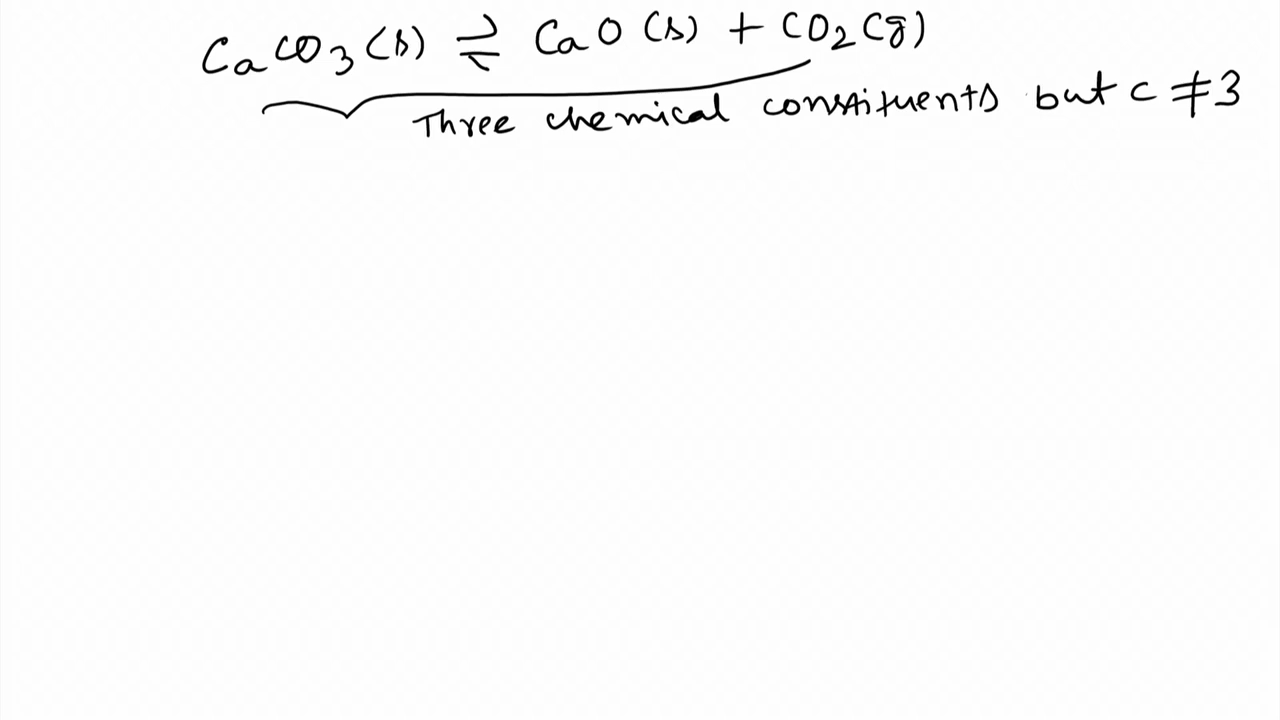 CaCO₃(s) ⇌ CaO(s) + CO₂(g)
Three chemical constituents but c ≠ 3